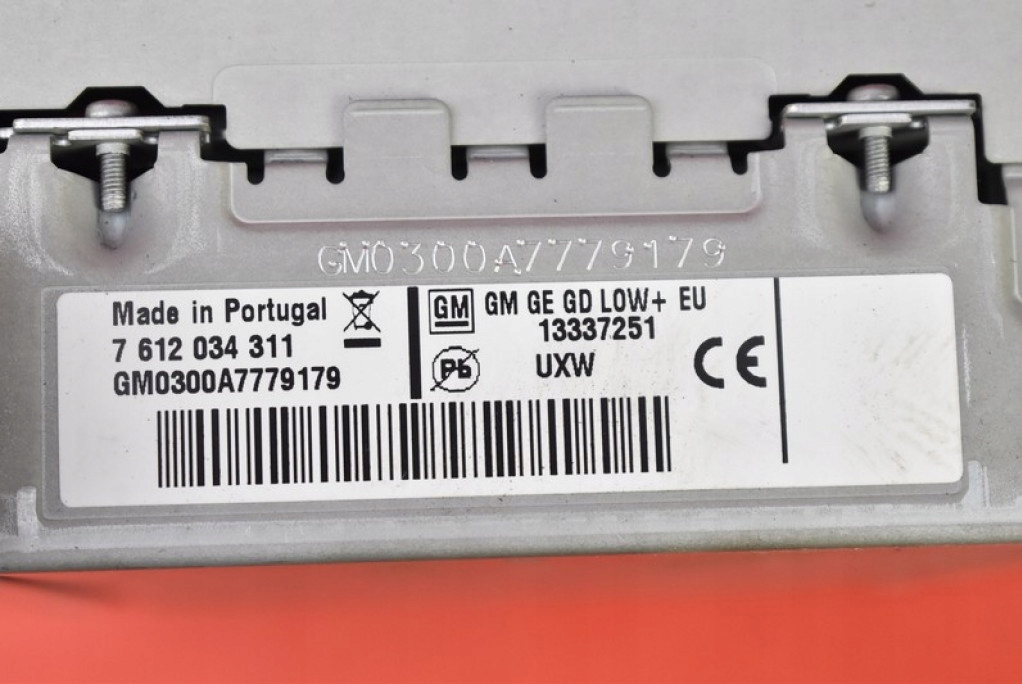 GM0300A7779179
Made in Portugal
7 612 034 311
GM0300A7779179
GM
GM GE GD LOW+ EU
13337251
Pb
UXW
CE